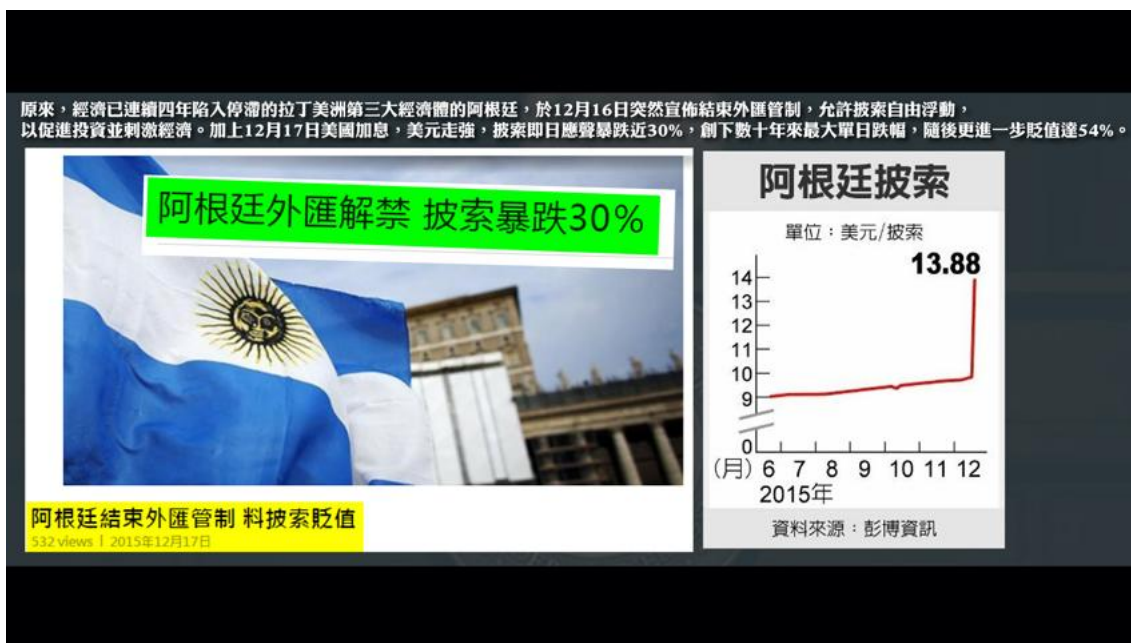 原來，經濟已連續四年陷入停滯的拉丁美洲第三大經濟體的阿根廷，於12月16日突然宣佈結束外匯管制，允許披索自由浮動，
以促進投資並刺激經濟。加上12月17日美國加息，美元走強，披索即日應聲暴跌近30%，創下數十年來最大單日跌幅，隨後更進一步貶值達54%。
阿根廷外匯解禁 披索暴跌30%
阿根廷結束外匯管制 料披索貶值
532 views | 2015年12月17日
阿根廷披索
單位：美元/披索
13.88
14
13
12
11
10
9
0
(月) 6 7 8 9 10 11 12
2015年
資料來源：彭博資訊